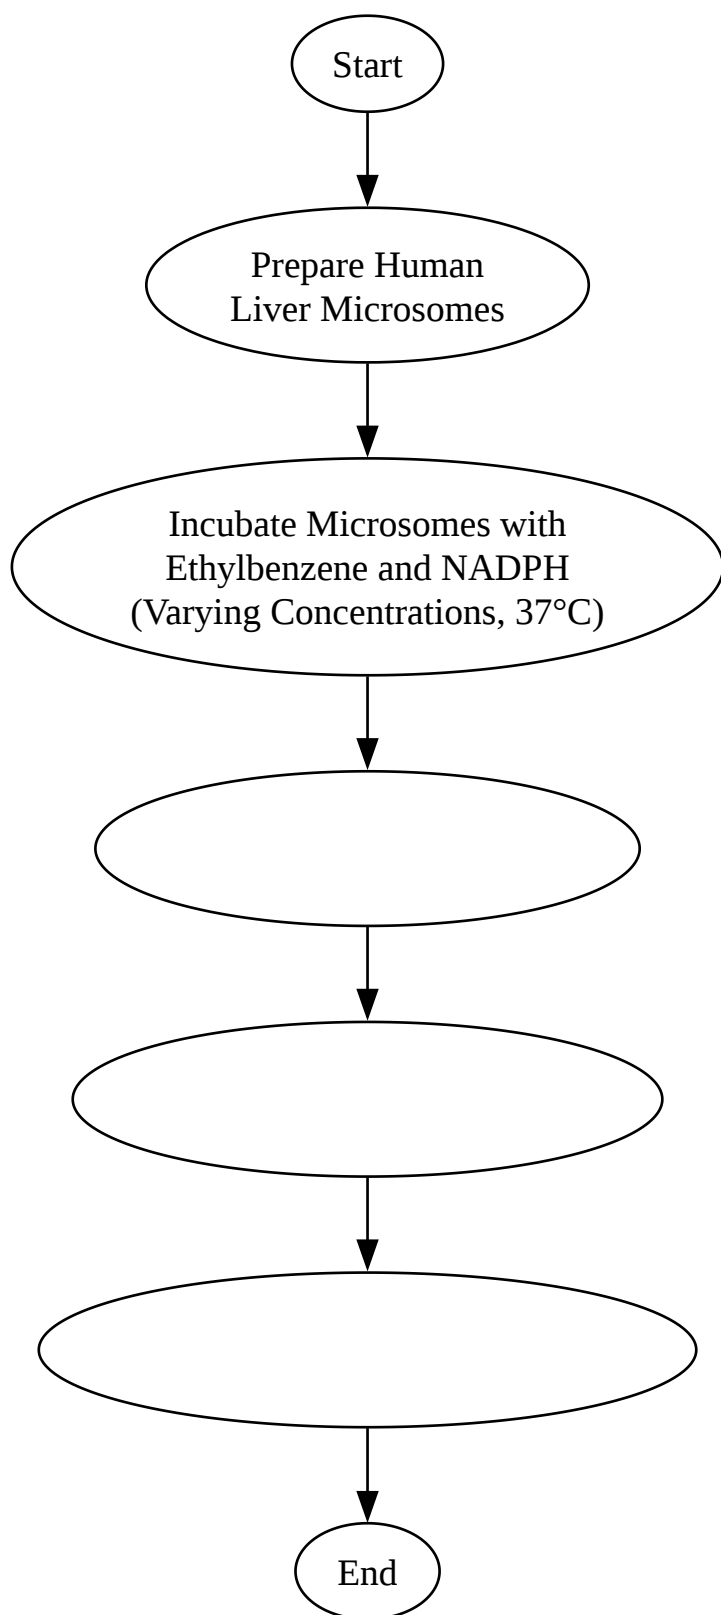 Start
Prepare Human
Liver Microsomes
Incubate Microsomes with
Ethylbenzene and NADPH
(Varying Concentrations, 37°C)
End